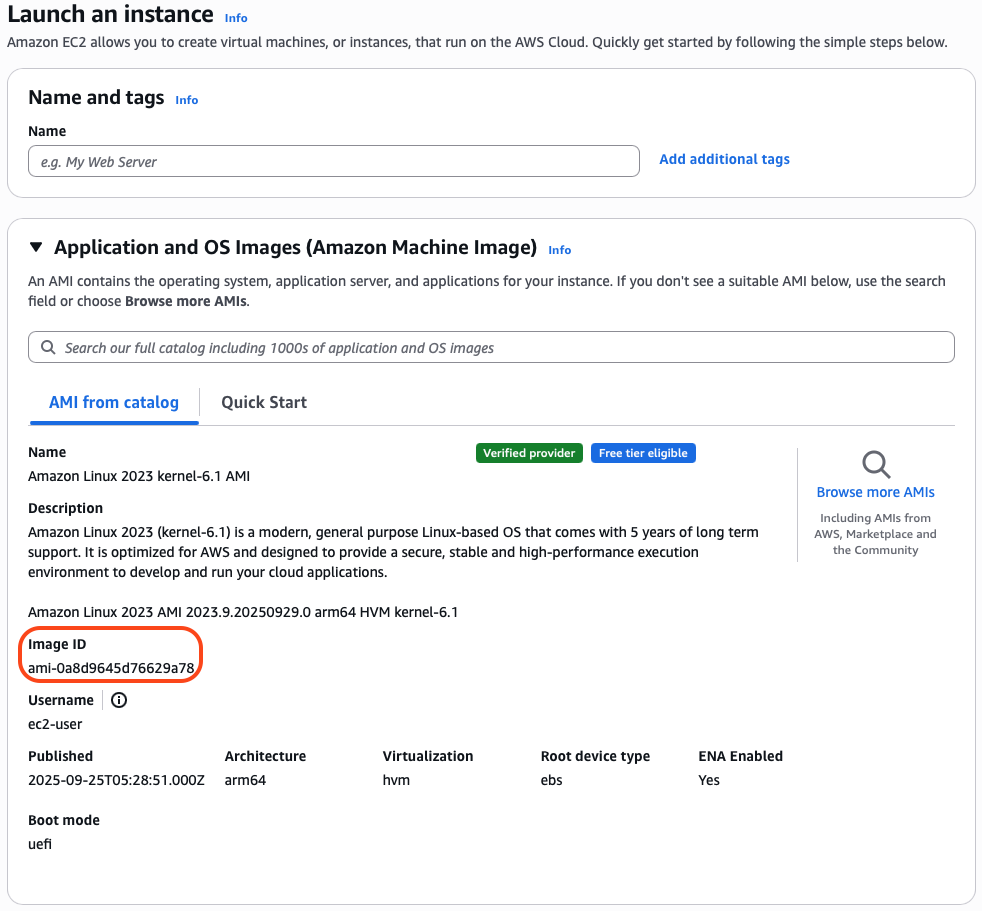 Launch an instance Info
Amazon EC2 allows you to create virtual machines, or instances, that run on the AWS Cloud. Quickly get started by following the simple steps below.
Name and tags Info
Name
e.g. My Web Server
Add additional tags
Application and OS Images (Amazon Machine Image) Info
An AMI contains the operating system, application server, and applications for your instance. If you don't see a suitable AMI below, use the search
field or choose Browse more AMIs.
Search our full catalog including 1000s of application and OS images
AMI from catalog
Quick Start
Name
Amazon Linux 2023 kernel-6.1 AMI
Verified provider
Free tier eligible
Description
Amazon Linux 2023 (kernel-6.1) is a modern, general purpose Linux-based OS that comes with 5 years of long term
support. It is optimized for AWS and designed to provide a secure, stable and high-performance execution
environment to develop and run your cloud applications.
Amazon Linux 2023 AMI 2023.9.20250929.0 arm64 HVM kernel-6.1
Browse more AMIs
Including AMIs from
AWS, Marketplace and
the Community
Image ID
ami-0a8d9645d76629a78
Username
ec2-user
Published Architecture Virtualization Root device type ENA Enabled
2025-09-25T05:28:51.000Z arm64 hvm ebs Yes
Boot mode
uefi